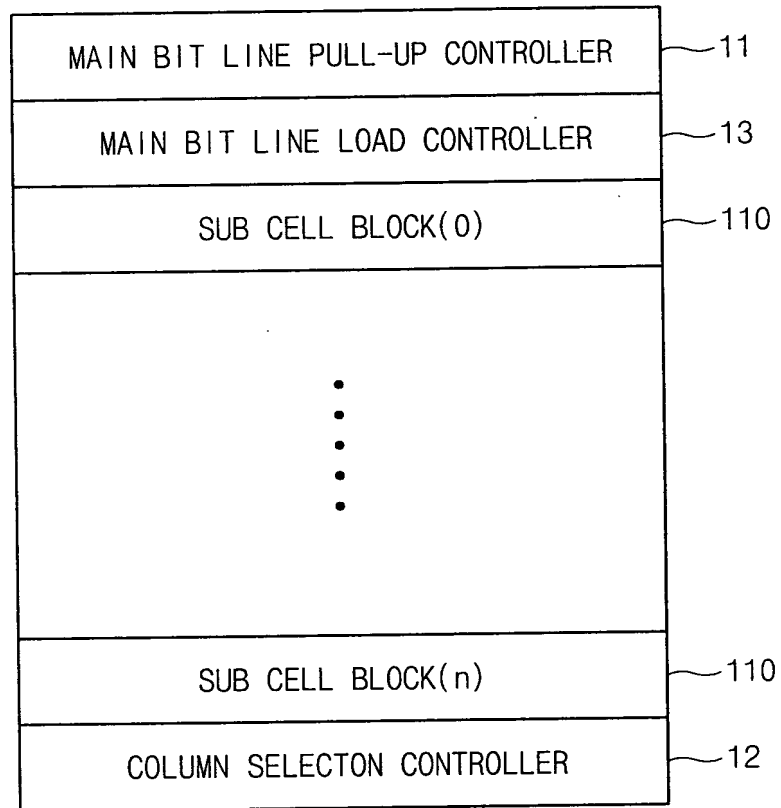 MAIN BIT LINE PULL-UP CONTROLLER 11
MAIN BIT LINE LOAD CONTROLLER 13
SUB CELL BLOCK(0) 110
SUB CELL BLOCK(n) 110
COLUMN SELECTON CONTROLLER 12